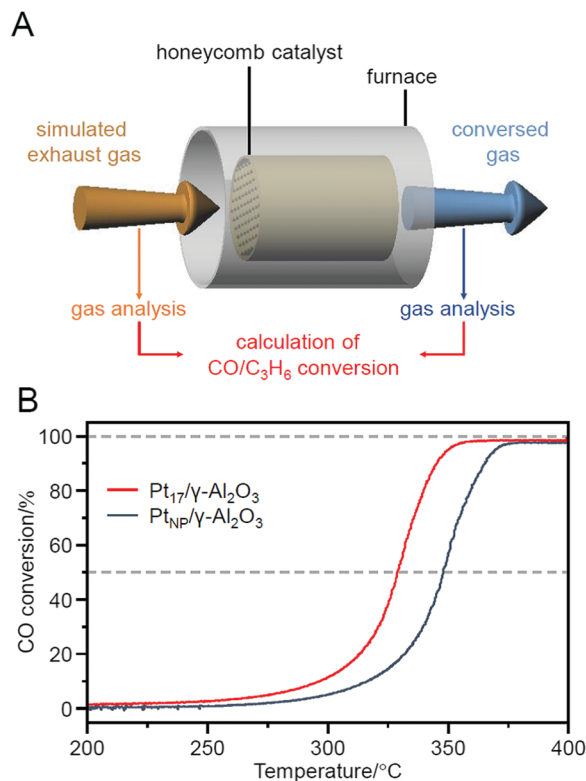 A
honeycomb catalyst
furnace
simulated
exhaust gas
conversed
gas
gas analysis
gas analysis
calculation of
CO/C₃H₆ conversion
B
100
80
60
40
20
0
CO conversion/%
Pt₁₇/γ-Al₂O₃
Pt_NP/γ-Al₂O₃
200
250
300
350
400
Temperature/°C